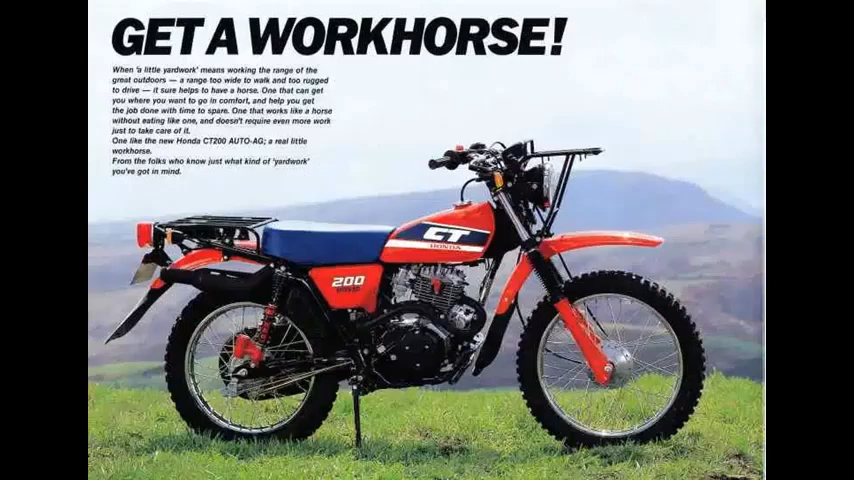 GET A WORKHORSE!
When 'a little yardwork' means working the range of the
great outdoors — a range too wide to walk and too rugged
to drive — it sure helps to have a horse. One that can get
you where you want to go in comfort, and help you get
the job done with time to spare. One that works like a horse
without eating like one, and doesn't require even more work
just to take care of it.
One like the new Honda CT200 AUTO-AG; a real little
workhorse.
From the folks who know just what kind of 'yardwork'
you've got in mind.
CT
HONDA
200